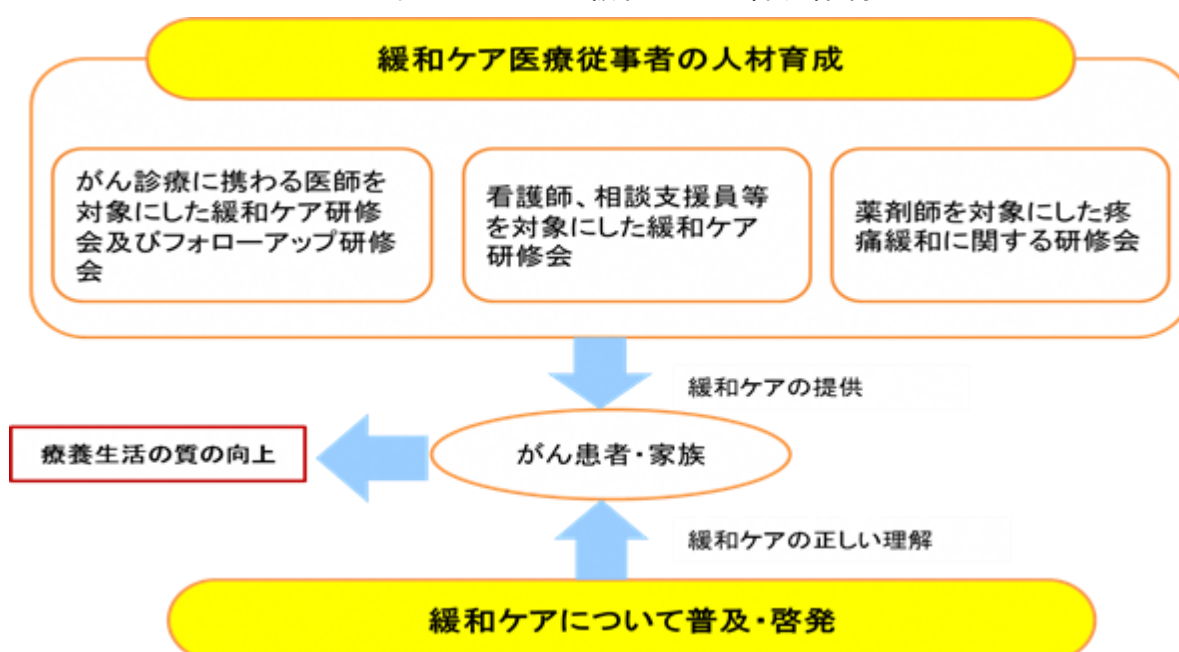 緩和ケア医療従事者の人材育成
がん診療に携わる医師を
対象にした緩和ケア研修
会及びフォローアップ研修
会
看護師、相談支援員等
を対象にした緩和ケア
研修会
薬剤師を対象にした疼
痛緩和に関する研修会
緩和ケアの提供
療養生活の質の向上
がん患者・家族
緩和ケアの正しい理解
緩和ケアについて普及・啓発